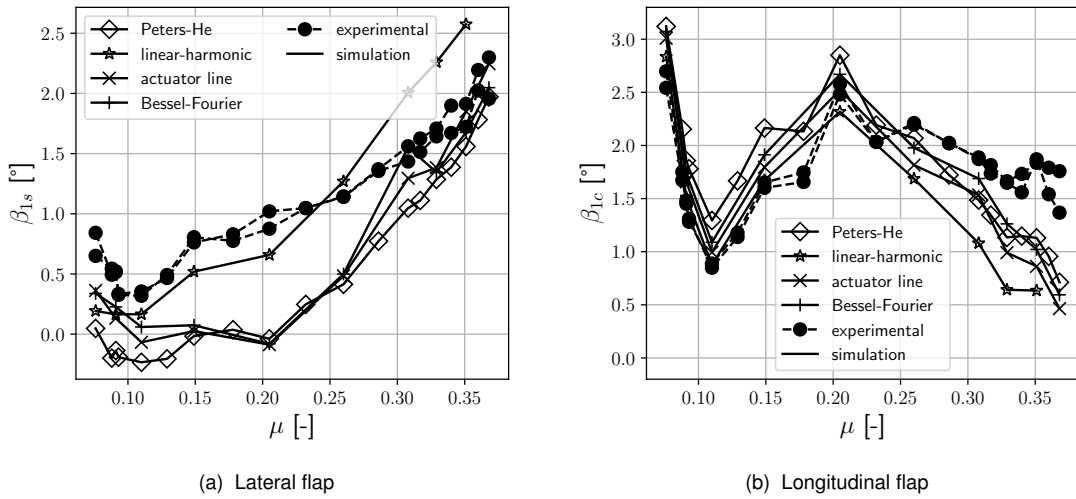 2.5
2.0
1.5
1.0
0.5
0.0
β1s [°]
Peters-He
linear-harmonic
actuator line
Bessel-Fourier
experimental
simulation
0.10 0.15 0.20 0.25 0.30 0.35
μ [-]
(a) Lateral flap
3.0
2.5
2.0
1.5
1.0
0.5
0.0
β1c [°]
Peters-He
linear-harmonic
actuator line
Bessel-Fourier
experimental
simulation
0.10 0.15 0.20 0.25 0.30 0.35
μ [-]
(b) Longitudinal flap